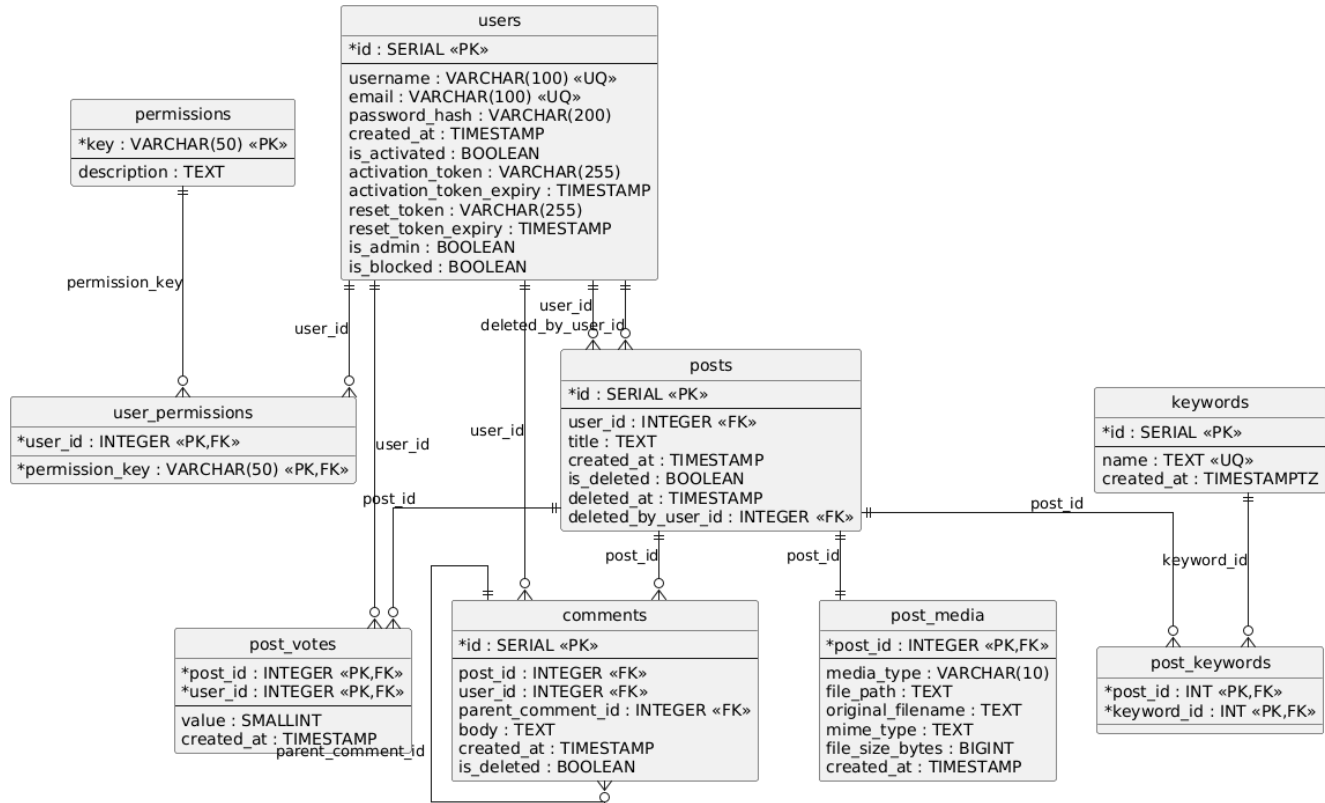 users
*id : SERIAL «PK»
username : VARCHAR(100) «UQ»
email : VARCHAR(100) «UQ»
password_hash : VARCHAR(200)
created_at : TIMESTAMP
is_activated : BOOLEAN
activation_token : VARCHAR(255)
activation_token_expiry : TIMESTAMP
reset_token : VARCHAR(255)
reset_token_expiry : TIMESTAMP
is_admin : BOOLEAN
is_blocked : BOOLEAN
permissions
*key : VARCHAR(50) «PK»
description : TEXT
permission_key
user_id
user_id
deleted_by_user_id
user_permissions
*user_id : INTEGER «PK,FK»
*permission_key : VARCHAR(50) «PK,FK»
user_id
user_id
posts
*id : SERIAL «PK»
user_id : INTEGER «FK»
title : TEXT
created_at : TIMESTAMP
is_deleted : BOOLEAN
deleted_at : TIMESTAMP
deleted_by_user_id : INTEGER «FK»
keywords
*id : SERIAL «PK»
name : TEXT «UQ»
created_at : TIMESTAMPTZ
post_id
post_id
post_id
post_id
keyword_id
post_votes
*post_id : INTEGER «PK,FK»
*user_id : INTEGER «PK,FK»
value : SMALLINT
created_at : TIMESTAMP
parent_comment_id
comments
*id : SERIAL «PK»
post_id : INTEGER «FK»
user_id : INTEGER «FK»
parent_comment_id : INTEGER «FK»
body : TEXT
created_at : TIMESTAMP
is_deleted : BOOLEAN
post_media
*post_id : INTEGER «PK,FK»
media_type : VARCHAR(10)
file_path : TEXT
original_filename : TEXT
mime_type : TEXT
file_size_bytes : BIGINT
created_at : TIMESTAMP
post_keywords
*post_id : INT «PK,FK»
*keyword_id : INT «PK,FK»